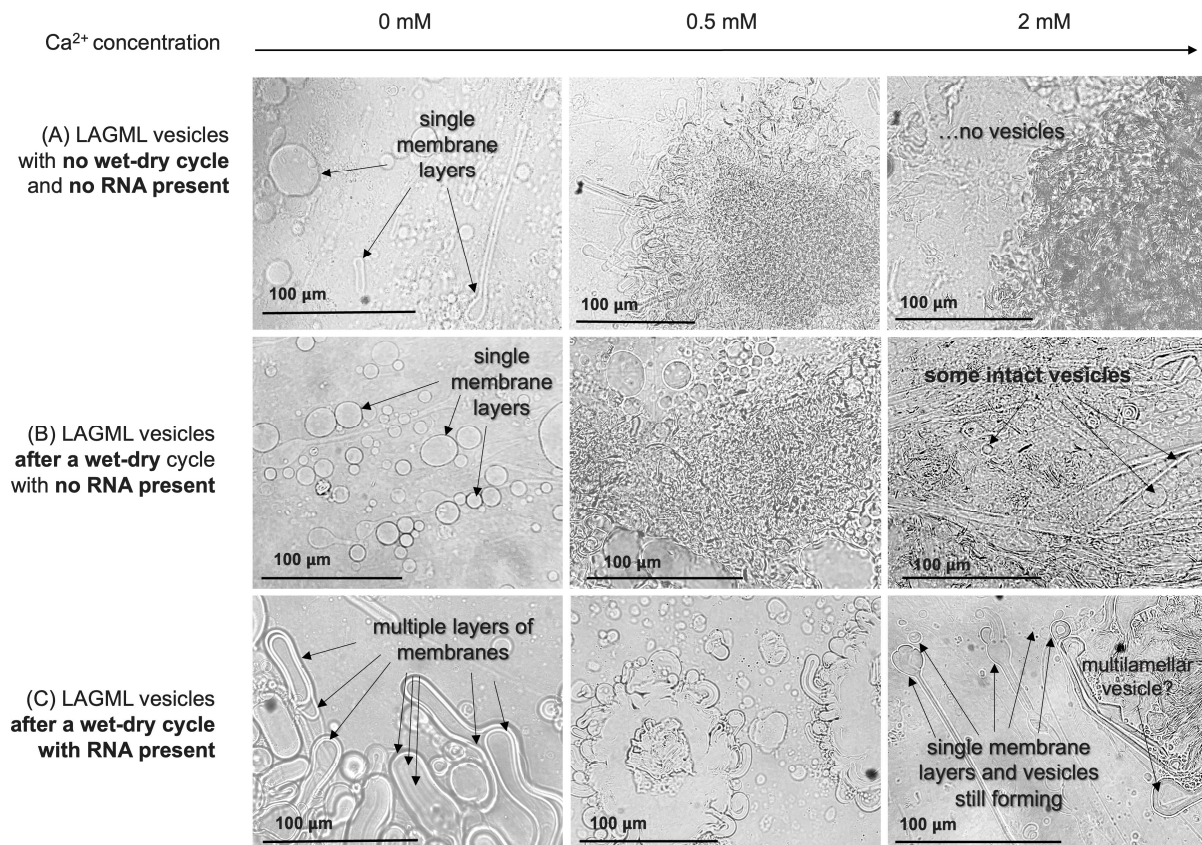 0 mM
0.5 mM
2 mM
Ca²⁺ concentration
(A) LAGML vesicles
with no wet-dry cycle
and no RNA present
single
membrane
layers
100 µm
100 µm
...no vesicles
100 µm
(B) LAGML vesicles
after a wet-dry cycle
with no RNA present
single
membrane
layers
100 µm
100 µm
some intact vesicles
100 µm
(C) LAGML vesicles
after a wet-dry cycle
with RNA present
multiple layers of
membranes
100 µm
100 µm
multilamellar
vesicle?
single membrane
layers and vesicles
still forming
100 µm